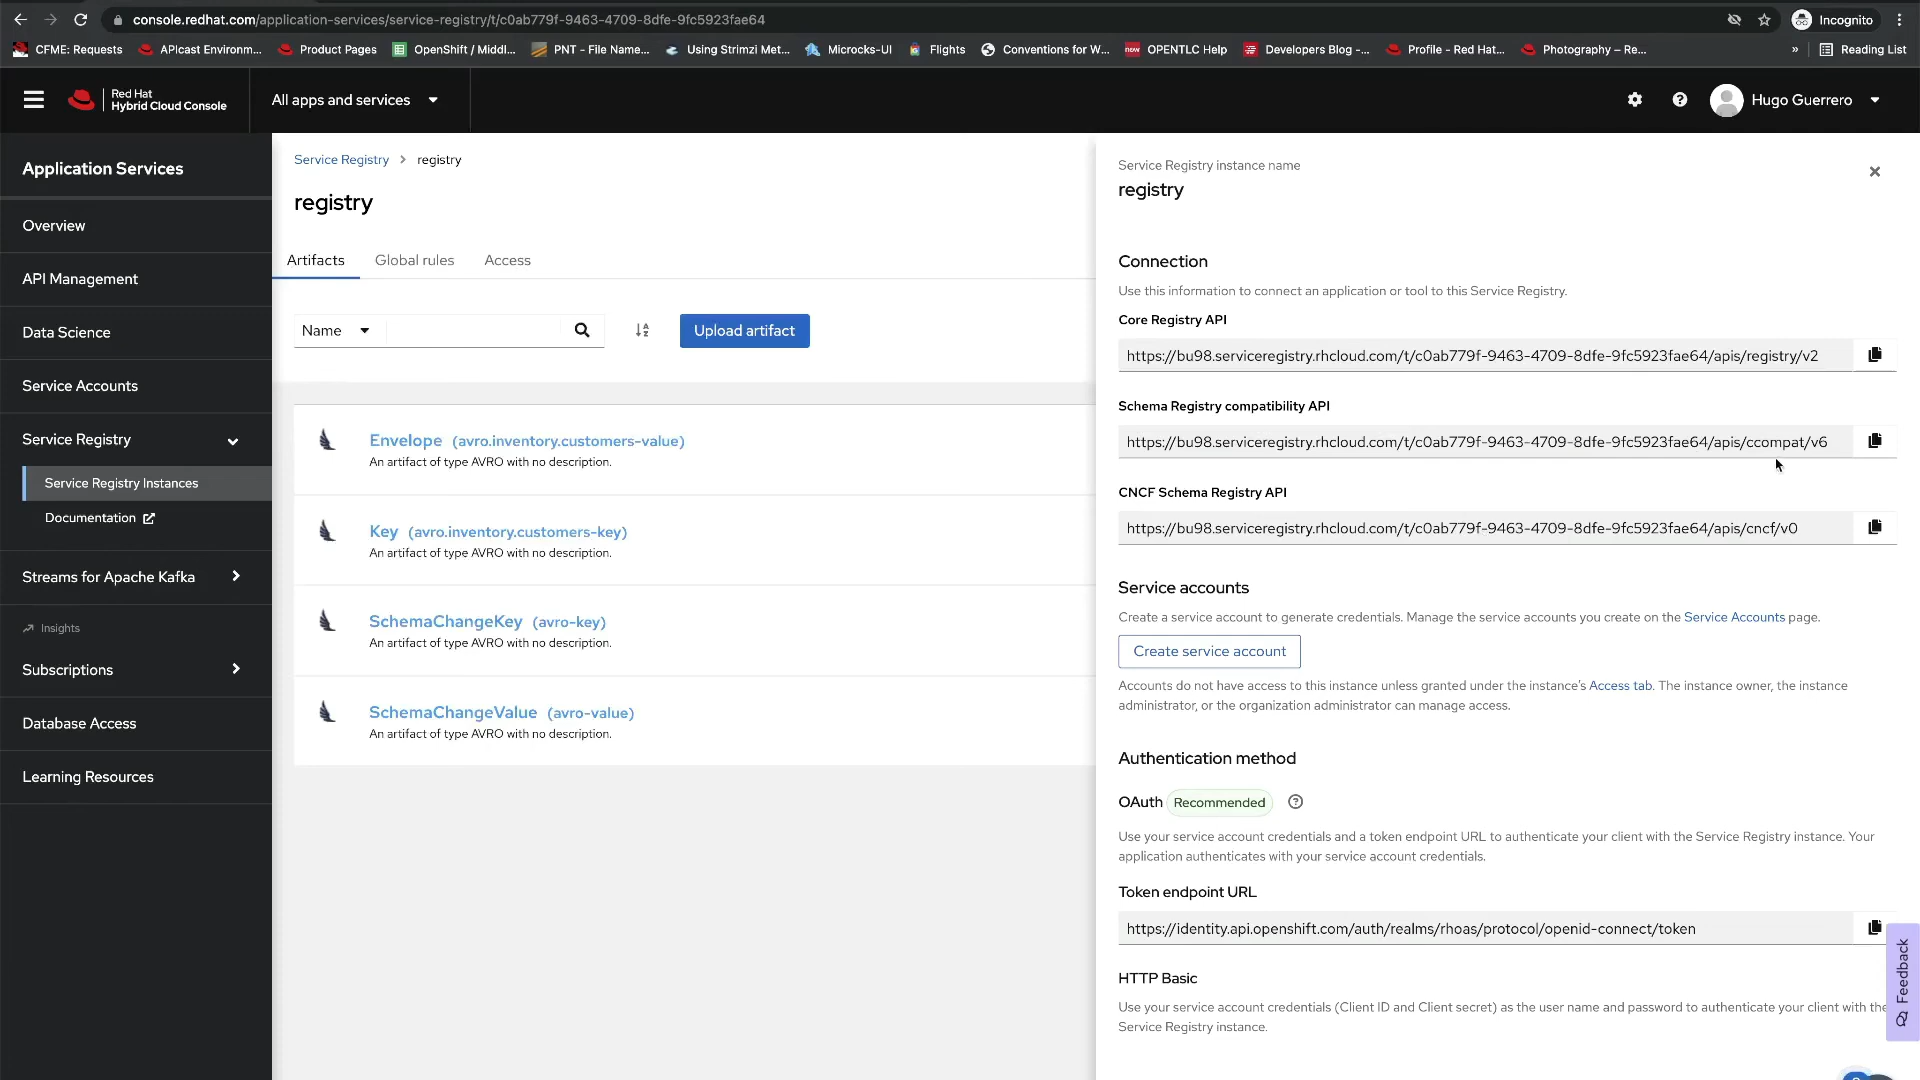 console.redhat.com/application-services/service-registry/t/c0ab779f-9463-4709-8dfe-9fc5923fae64
Incognito
CFME: Requests
APIcast Environm...
Product Pages
OpenShift / Middl...
PNT - File Name...
Using Strimzi Met...
Microcks-UI
Flights
Conventions for W...
OPENTLC Help
Developers Blog -...
Profile - Red Hat...
Photography – Re...
»
Reading List
Red Hat
Hybrid Cloud Console
All apps and services
Hugo Guerrero
Application Services
Overview
API Management
Data Science
Service Accounts
Service Registry
Service Registry Instances
Documentation
Streams for Apache Kafka
Insights
Subscriptions
Database Access
Learning Resources
Service Registry > registry
registry
Artifacts
Global rules
Access
Name
Upload artifact
Envelope (avro.inventory.customers-value)
An artifact of type AVRO with no description.
Key (avro.inventory.customers-key)
An artifact of type AVRO with no description.
SchemaChangeKey (avro-key)
An artifact of type AVRO with no description.
SchemaChangeValue (avro-value)
An artifact of type AVRO with no description.
Service Registry instance name
registry
Connection
Use this information to connect an application or tool to this Service Registry.
Core Registry API
https://bu98.serviceregistry.rhcloud.com/t/c0ab779f-9463-4709-8dfe-9fc5923fae64/apis/registry/v2
Schema Registry compatibility API
https://bu98.serviceregistry.rhcloud.com/t/c0ab779f-9463-4709-8dfe-9fc5923fae64/apis/ccompat/v6
CNCF Schema Registry API
https://bu98.serviceregistry.rhcloud.com/t/c0ab779f-9463-4709-8dfe-9fc5923fae64/apis/cncf/v0
Service accounts
Create a service account to generate credentials. Manage the service accounts you create on the Service Accounts page.
Create service account
Accounts do not have access to this instance unless granted under the instance's Access tab. The instance owner, the instance
administrator, or the organization administrator can manage access.
Authentication method
OAuth Recommended
Use your service account credentials and a token endpoint URL to authenticate your client with the Service Registry instance. Your
application authenticates with your service account credentials.
Token endpoint URL
https://identity.api.openshift.com/auth/realms/rhoas/protocol/openid-connect/token
HTTP Basic
Use your service account credentials (Client ID and Client secret) as the user name and password to authenticate your client with the
Service Registry instance.
Feedback